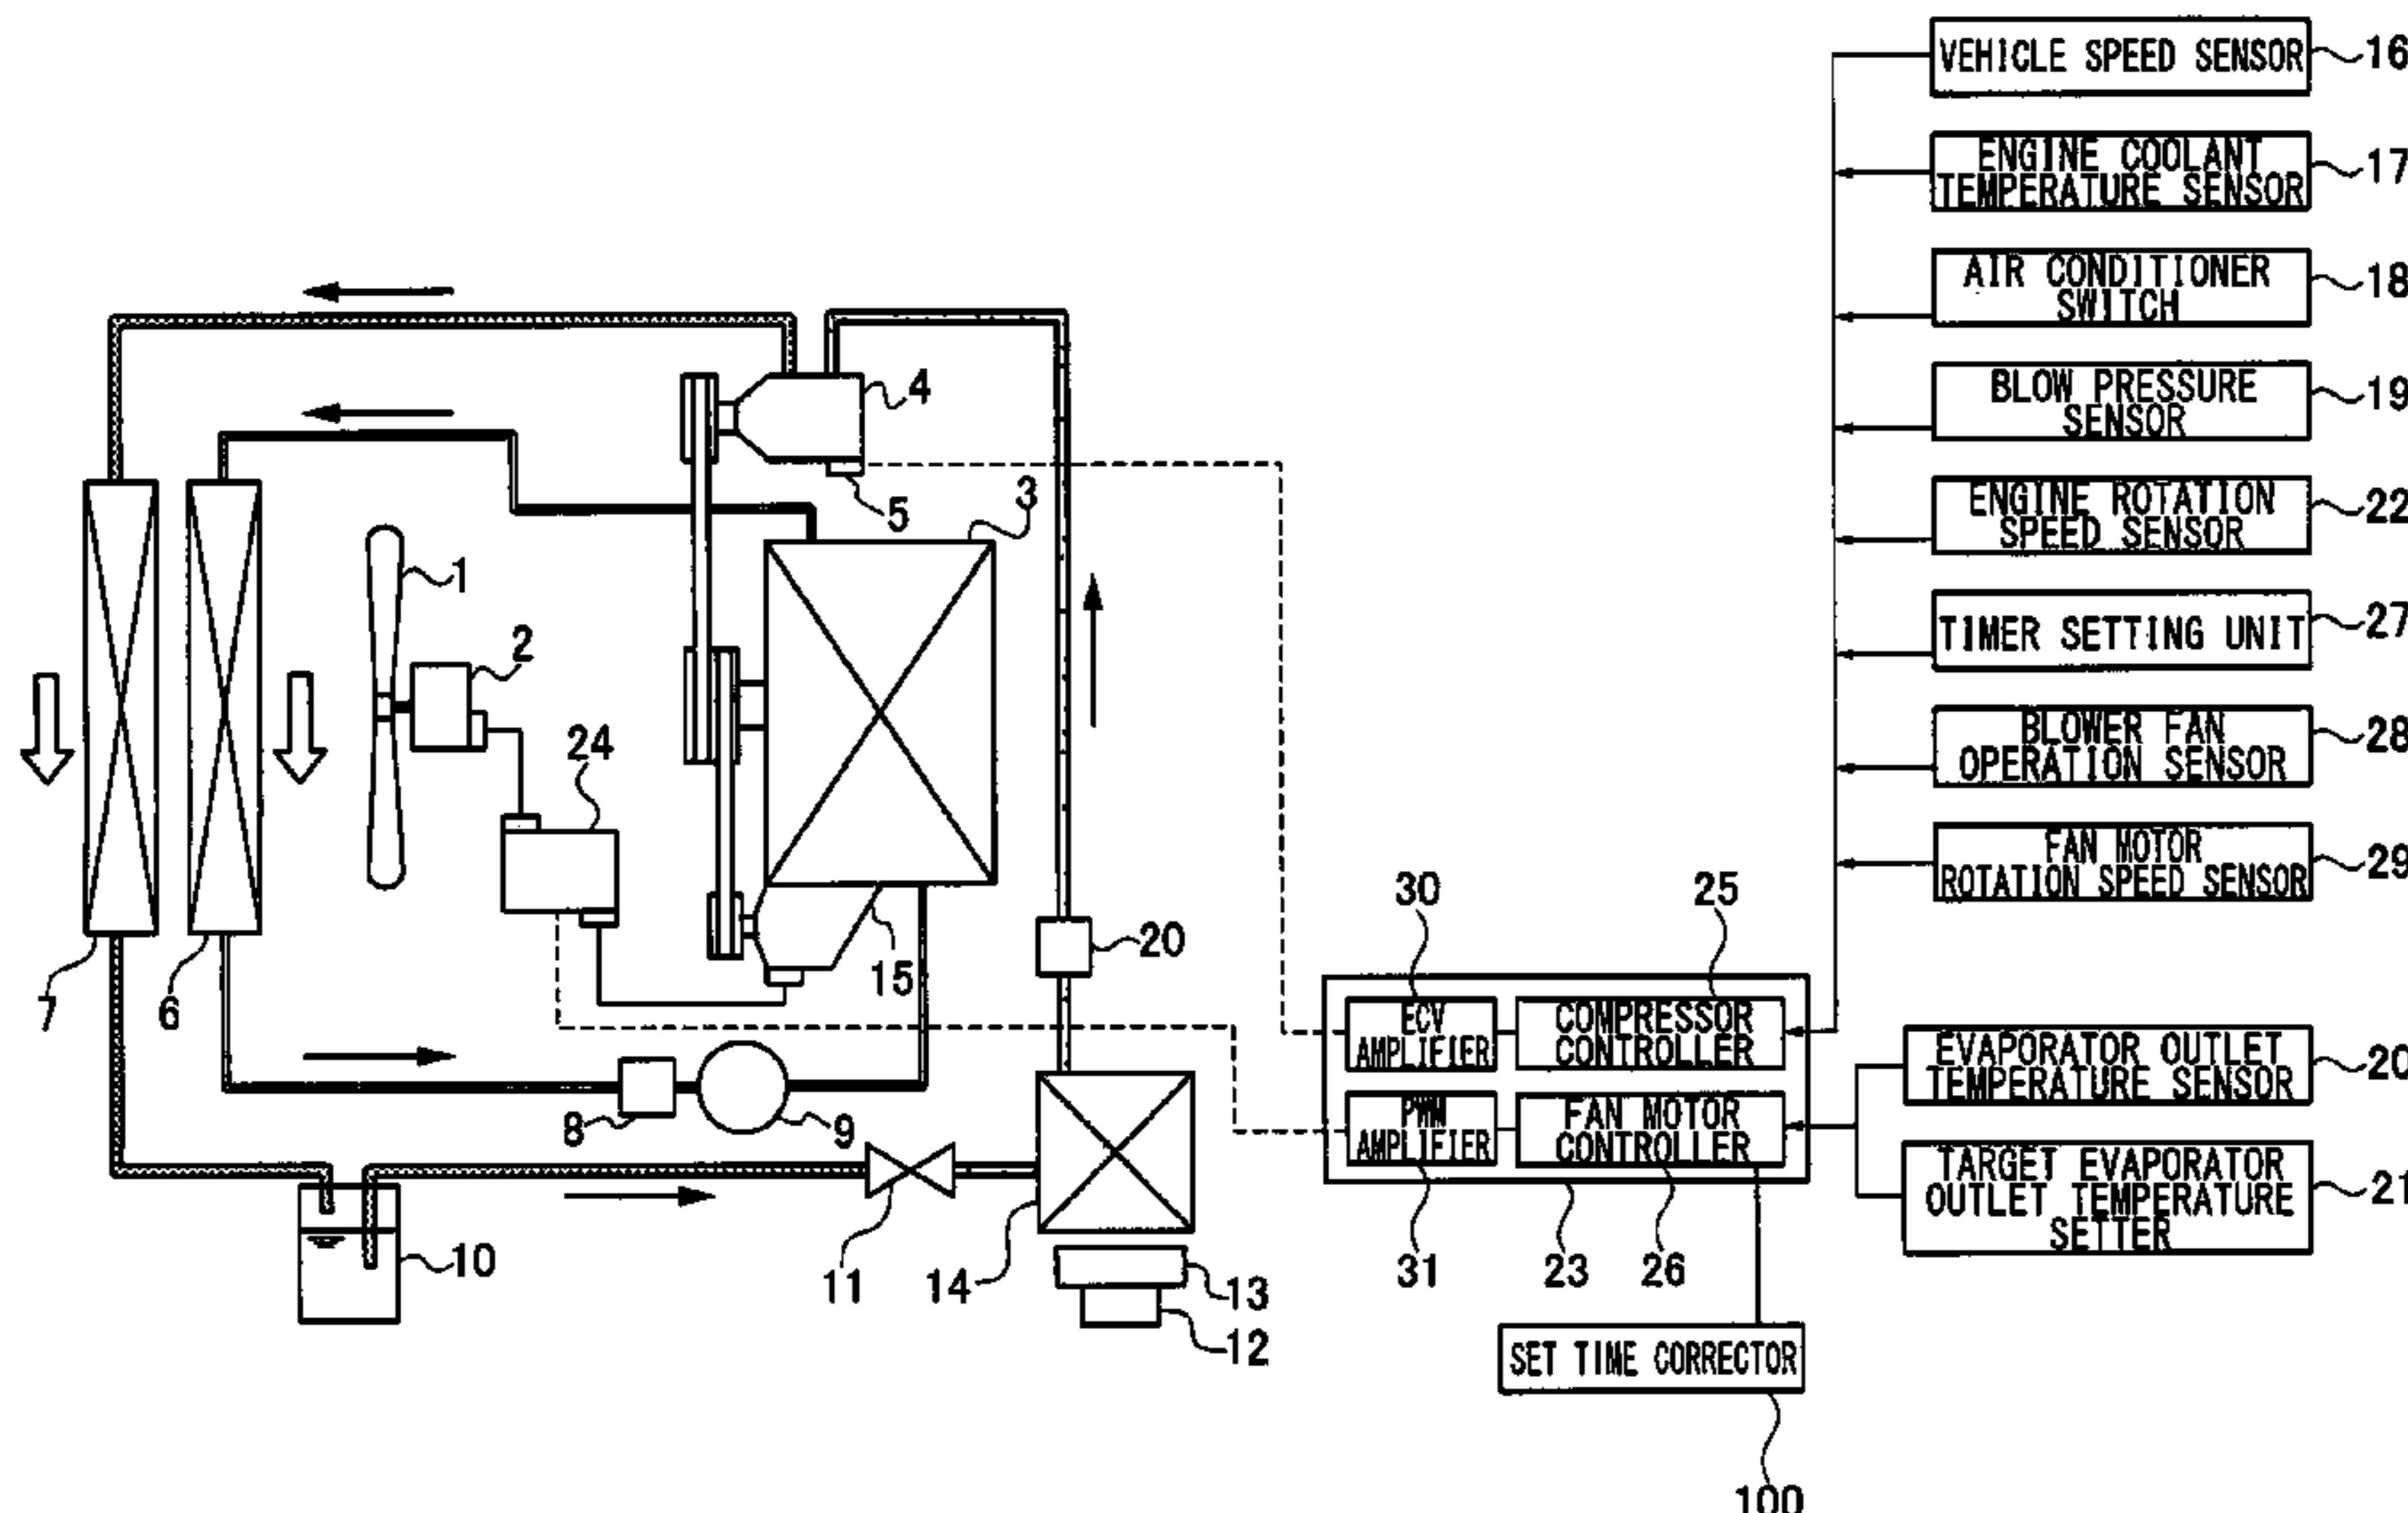 VEHICLE SPEED SENSOR
16
ENGINE COOLANT
TEMPERATURE SENSOR
17
AIR CONDITIONER
SWITCH
18
BLOW PRESSURE
SENSOR
19
ENGINE ROTATION
SPEED SENSOR
22
TIMER SETTING UNIT
27
BLOWER FAN
OPERATION SENSOR
28
FAN MOTOR
ROTATION SPEED SENSOR
29
EVAPORATOR OUTLET
TEMPERATURE SENSOR
20
TARGET EVAPORATOR
OUTLET TEMPERATURE
SETTER
21
4
5
3
1
2
24
15
20
7
6
8
9
10
11
14
13
12
30
25
ECV
AMPLIFIER
COMPRESSOR
CONTROLLER
PWM
AMPLIFIER
FAN MOTOR
CONTROLLER
31
23
26
SET TIME CORRECTOR
100